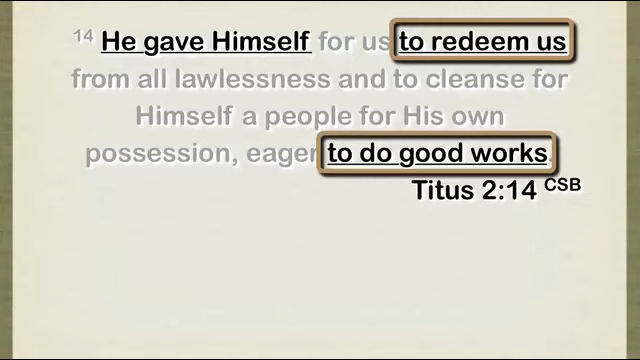 14 He gave Himself for us to redeem us
from all lawlessness and to cleanse for
Himself a people for His own
possession, eager to do good works.
Titus 2:14 CSB